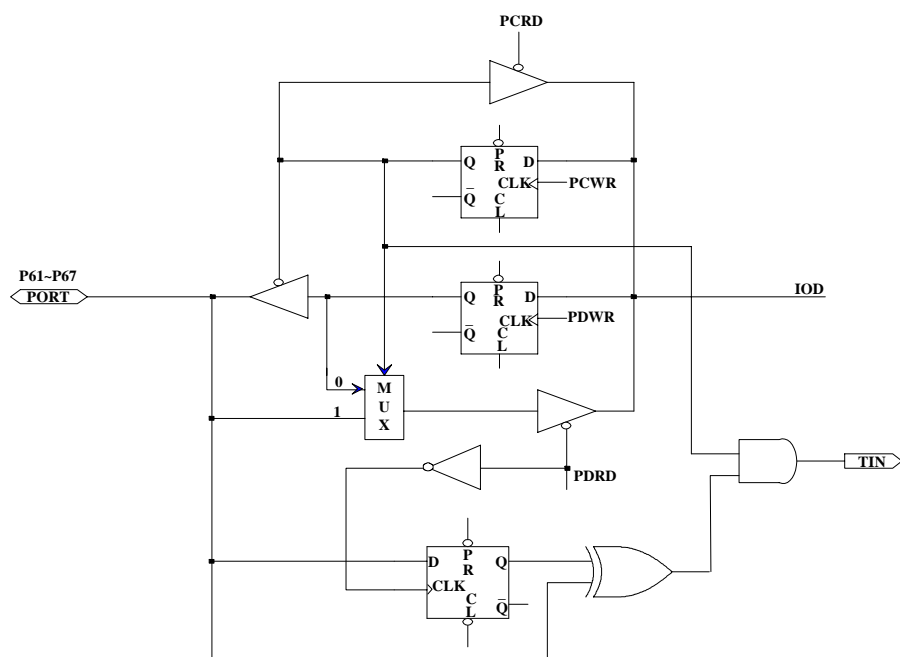 PCRD
Q
P
R
D
CLK
PCWR
Q̅
C
L
P61~P67
PORT
Q
P
R
D
IOD
CLK
PDWR
Q̅
C
L
0
M
U
X
1
PDRD
TIN
D
P
R
Q
CLK
C
L
Q̅